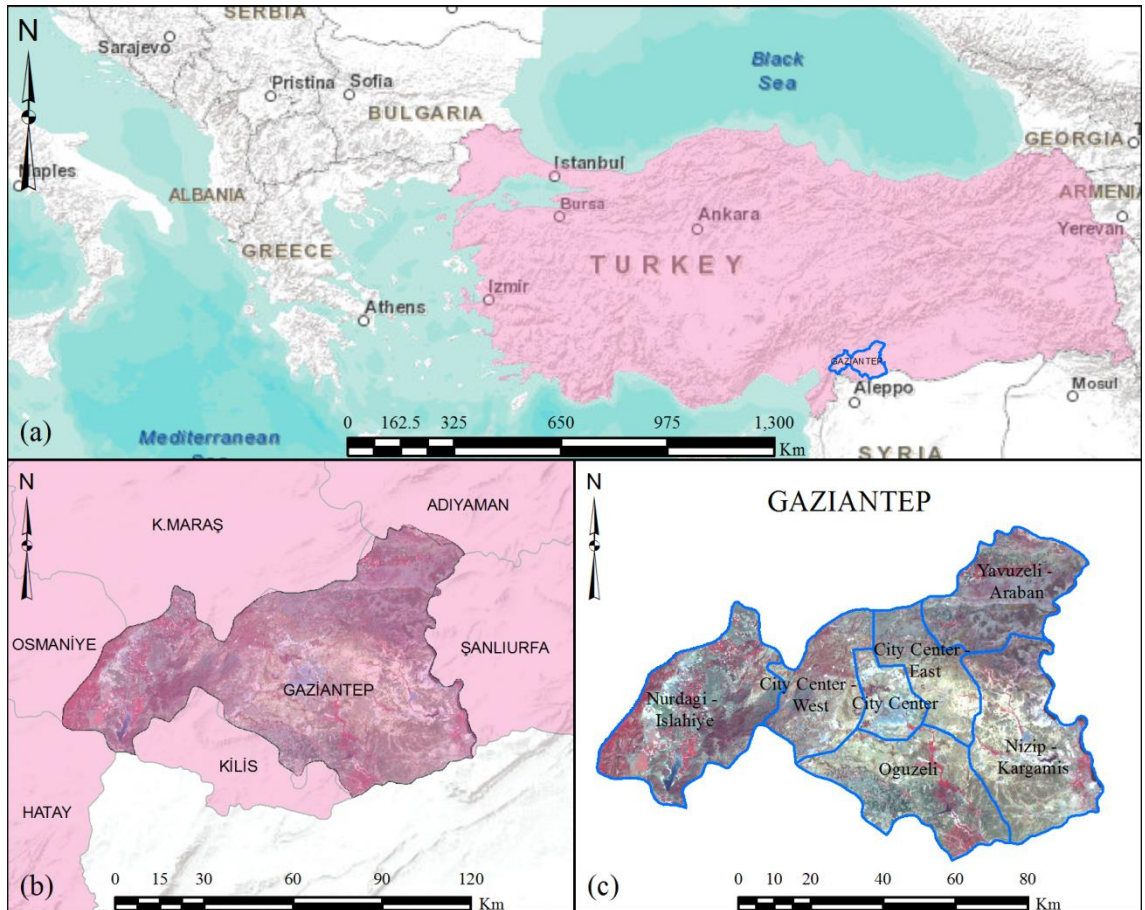 SERBIA
N
Sarajevo
Black
Sea
Pristina
Sofia
BULGARIA
GEORGIA
Istanbul
Naples
ALBANIA
Bursa
Ankara
ARMENIA
Yerevan
GREECE
TURKEY
Izmir
Athens
GAZIANTEP
Aleppo
Mosul
0 162.5 325 650 975 1,300
Km
(a)
Mediterranean
SYRIA
N
ADIYAMAN
K.MARAŞ
OSMANİYE
ŞANLIURFA
GAZİANTEP
KİLİS
HATAY
(b)
0 15 30 60 90 120
Km
N
GAZIANTEP
Yavuzeli -
Araban
City Center -
East
City Center -
West
City Center
Nurdagi -
Islahiye
Nizip -
Kargamis
Oguzeli
(c)
0 10 20 40 60 80
Km